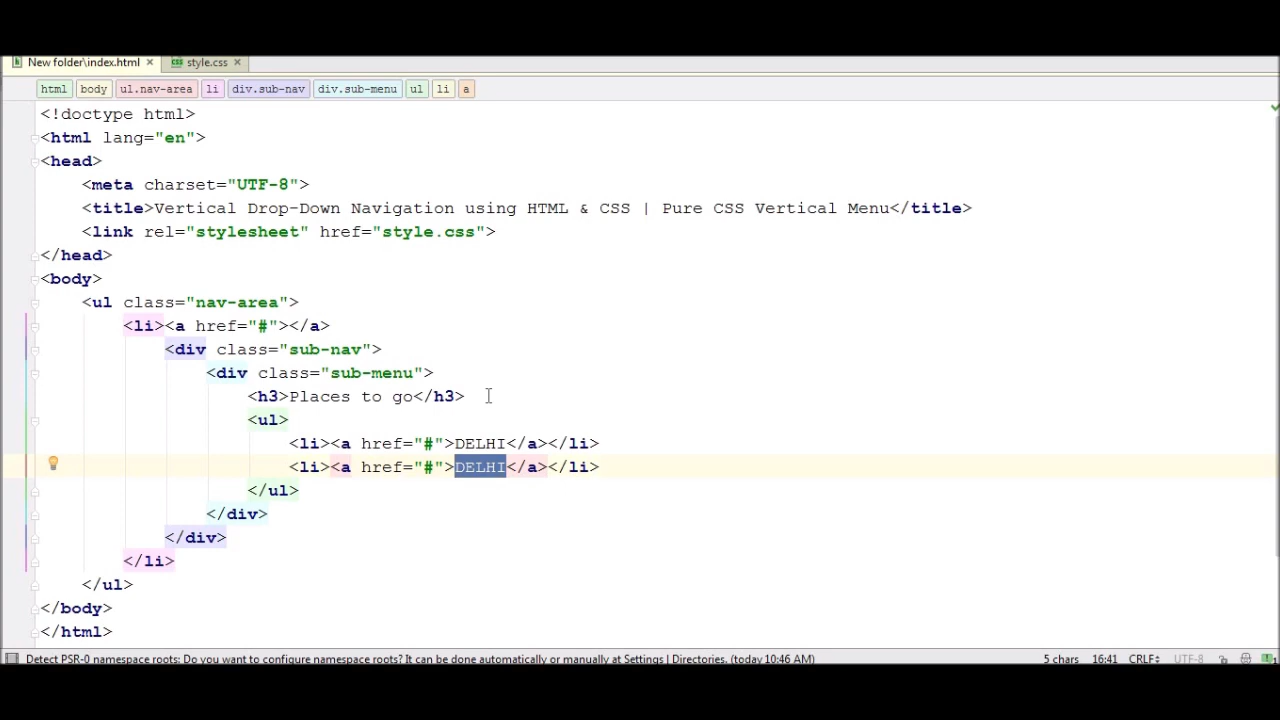 New folder\index.html style.css
html body ul.nav-area li div.sub-nav div.sub-menu ul li a
<!doctype html>
<html lang="en">
<head>
<meta charset="UTF-8">
<title>Vertical Drop-Down Navigation using HTML & CSS | Pure CSS Vertical Menu</title>
<link rel="stylesheet" href="style.css">
</head>
<body>
<ul class="nav-area">
<li><a href="#"></a>
<div class="sub-nav">
<div class="sub-menu">
<h3>Places to go</h3>
<ul>
<li><a href="#">DELHI</a></li>
<li><a href="#">DELHI</a></li>
</ul>
</div>
</div>
</li>
</ul>
</body>
</html>
Detect PSR-0 namespace roots: Do you want to configure namespace roots? It can be done automatically or manually at Settings | Directories. (today 10:46 AM) 5 chars 16:41 CRLF UTF-8